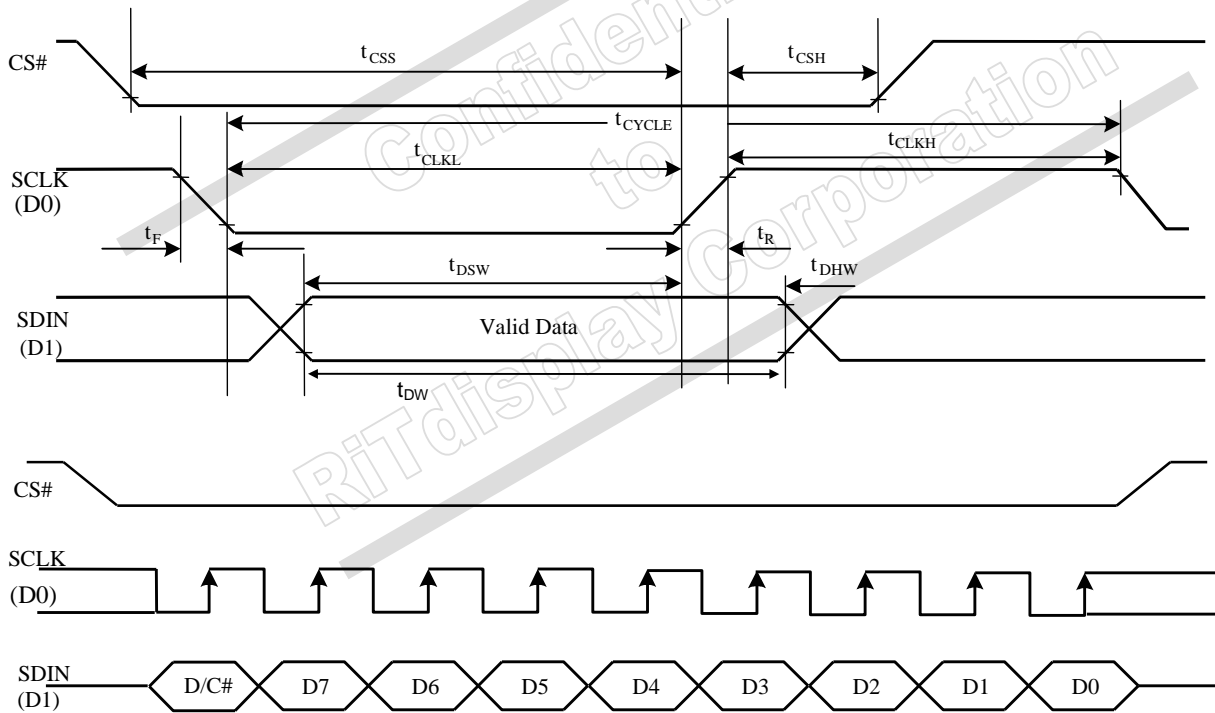 Confident
to
RiTdisplay Corporation
CS#
tCSS
tCSH
tCYCLE
tCLKL
tCLKH
SCLK
(D0)
tF
tR
tDSW
tDHW
SDIN
(D1)
Valid Data
tDW
CS#
SCLK
(D0)
SDIN
(D1)
D/C# D7 D6 D5 D4 D3 D2 D1 D0